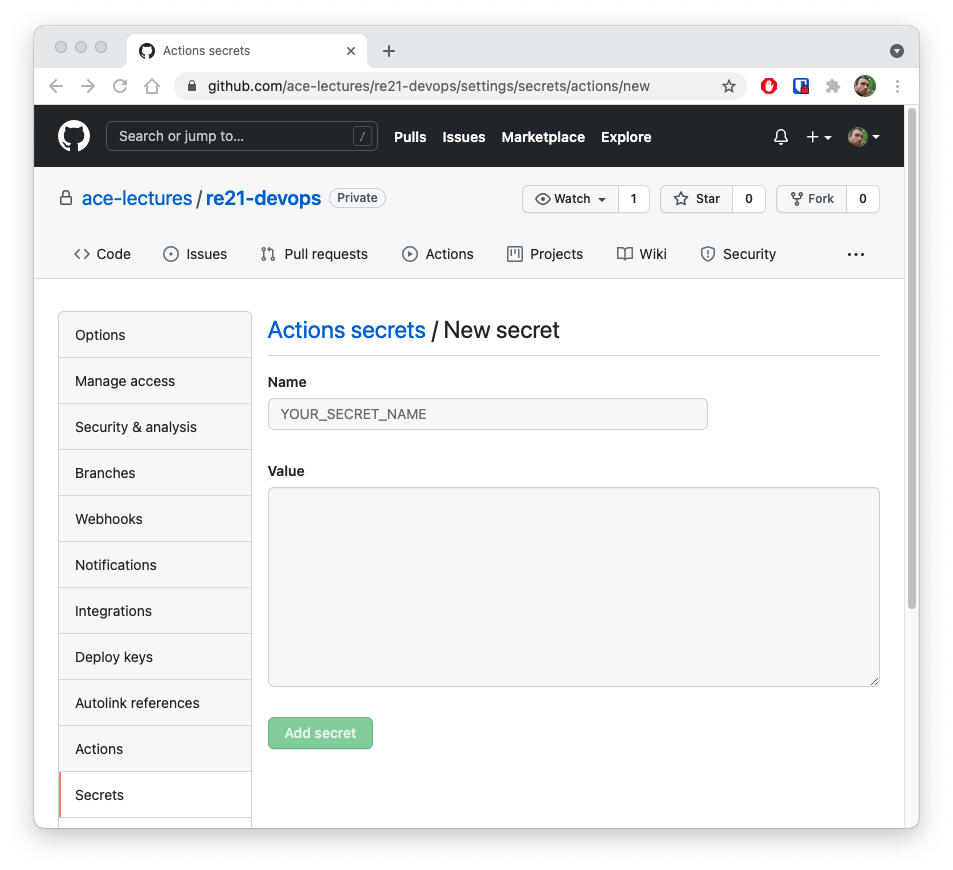 Actions secrets
github.com/ace-lectures/re21-devops/settings/secrets/actions/new
Search or jump to... / Pulls Issues Marketplace Explore
ace-lectures / re21-devops Private Watch 1 Star 0 Fork 0
Code Issues Pull requests Actions Projects Wiki Security
Options
Manage access
Security & analysis
Branches
Webhooks
Notifications
Integrations
Deploy keys
Autolink references
Actions
Secrets
Actions secrets / New secret
Name
YOUR_SECRET_NAME
Value
Add secret